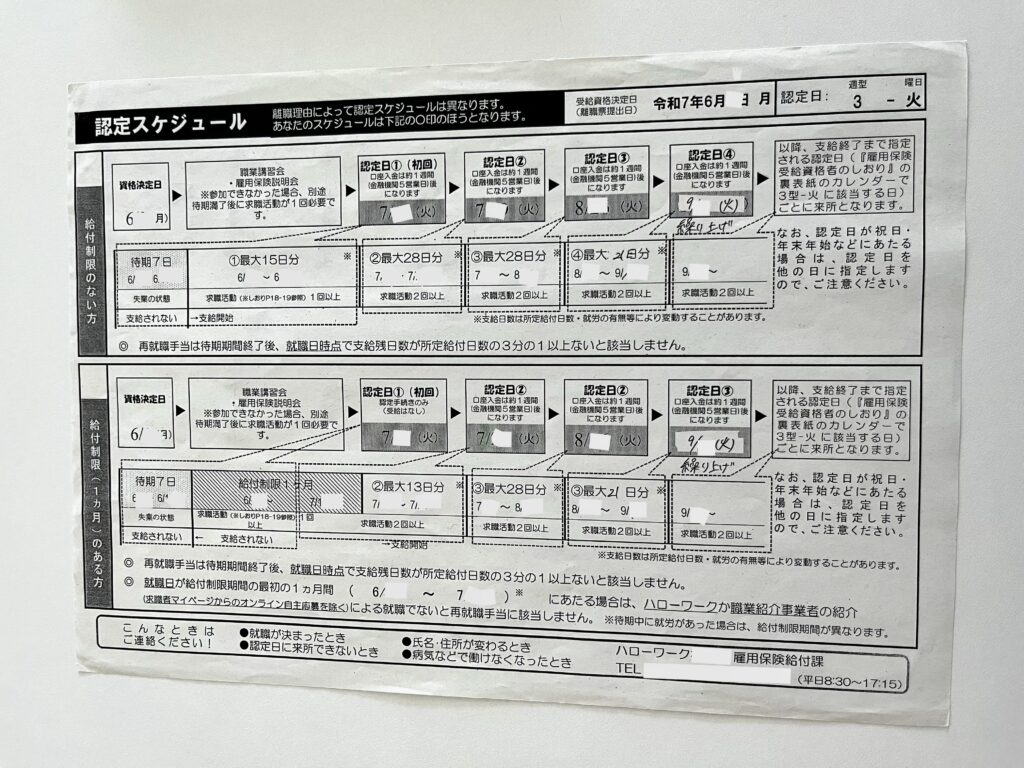 認定スケジュール
離職理由によって認定スケジュールは異なります。
あなたのスケジュールは下記の〇印のほうとなります。
受給資格決定日
(離職票提出日)
令和7年6月 日 月
認定日:
週型 曜日
3 - 火
給付制限のない方
資格決定日
6 月)
職業講習会
・雇用保険説明会
※参加できなかった場合、別途
待期満了後に求職活動が1回必要で
す。
認定日①(初回)
口座入金は約1週間
(金融機関5営業日)後
になります
7 (火)
認定日②
口座入金は約1週間
(金融機関5営業日)後
になります
7 (火)
認定日③
口座入金は約1週間
(金融機関5営業日)後
になります
8 (火)
認定日④
口座入金は約1週間
(金融機関5営業日)後
になります
9 (火)
繰り上げ
以降、支給終了まで指定
される認定日(『雇用保険
受給資格者のしおり』の
裏表紙のカレンダーで
3型-火に該当する日)
ごとに来所となります。
なお、認定日が祝日・
年末年始などにあたる
場合は、認定日を
他の日に指定します
ので、ご注意ください。
待期7日
6/ 6
失業の状態
支給されない
①最大15日分 ※
6/ ~ 6
求職活動(※しおりP18-19参照)1回以上
→支給開始
②最大28日分 ※
7 7
求職活動2回以上
③最大28日分 ※
7 ~ 8
求職活動2回以上
④最大 21日分 ※
8 ~ 9/
求職活動2回以上
※
9/ ~
求職活動2回以上
※支給日数は所定給付日数・就労の有無等により変動することがあります。
◎ 再就職手当は待期期間終了後、就職日時点で支給残日数が所定給付日数の3分の1以上ないと該当しません。
給付制限(1ヵ月)のある方
資格決定日
6/ 月)
職業講習会
・雇用保険説明会
※参加できなかった場合、別途
待期満了後に求職活動が1回必要で
す。
認定日①(初回)
認定手続きのみ
(受給はなし)
7 (火)
認定日②
口座入金は約1週間
(金融機関5営業日)後
になります
7/ (火)
認定日②
口座入金は約1週間
(金融機関5営業日)後
になります
8 (火)
認定日③
口座入金は約1週間
(金融機関5営業日)後
になります
9/ (火)
繰り上げ
以降、支給終了まで指定
される認定日(『雇用保険
受給資格者のしおり』の
裏表紙のカレンダーで
3型-火に該当する日)
ごとに来所となります。
なお、認定日が祝日・
年末年始などにあたる
場合は、認定日を
他の日に指定します
ので、ご注意ください。
待期7日
6 6/
失業の状態
支給されない
給付制限1ヶ月
6/ ~ 7/
求職活動(※しおりP18-19参照)1回
以上
← 支給されない
②最大13日分 ※
7/ ~ 7/
求職活動2回以上
→支給開始
③最大28日分 ※
7 ~ 8/
求職活動2回以上
③最大21日分 ※
8/ ~ 9/
求職活動2回以上
9/ ~
求職活動2回以上
※支給日数は所定給付日数・就労の有無等により変動することがあります。
◎ 再就職手当は待期期間終了後、就職日時点で支給残日数が所定給付日数の3分の1以上ないと該当しません。
◎ 就職日が給付制限期間の最初の1ヵ月間( 6/ ~ 7/ )※ にあたる場合は、ハローワークか職業紹介事業者の紹介
(求職者マイページからのオンライン自主応募を除く)による就職でないと再就職手当に該当しません。 ※待期中に就労があった場合は、給付制限期間が異なります。
こんなときは
ご連絡ください!
●就職が決まったとき
●認定日に来所できないとき
●氏名・住所が変わるとき
●病気などで働けなくなったとき
ハローワーク 雇用保険給付課
TEL
(平日8:30~17:15)